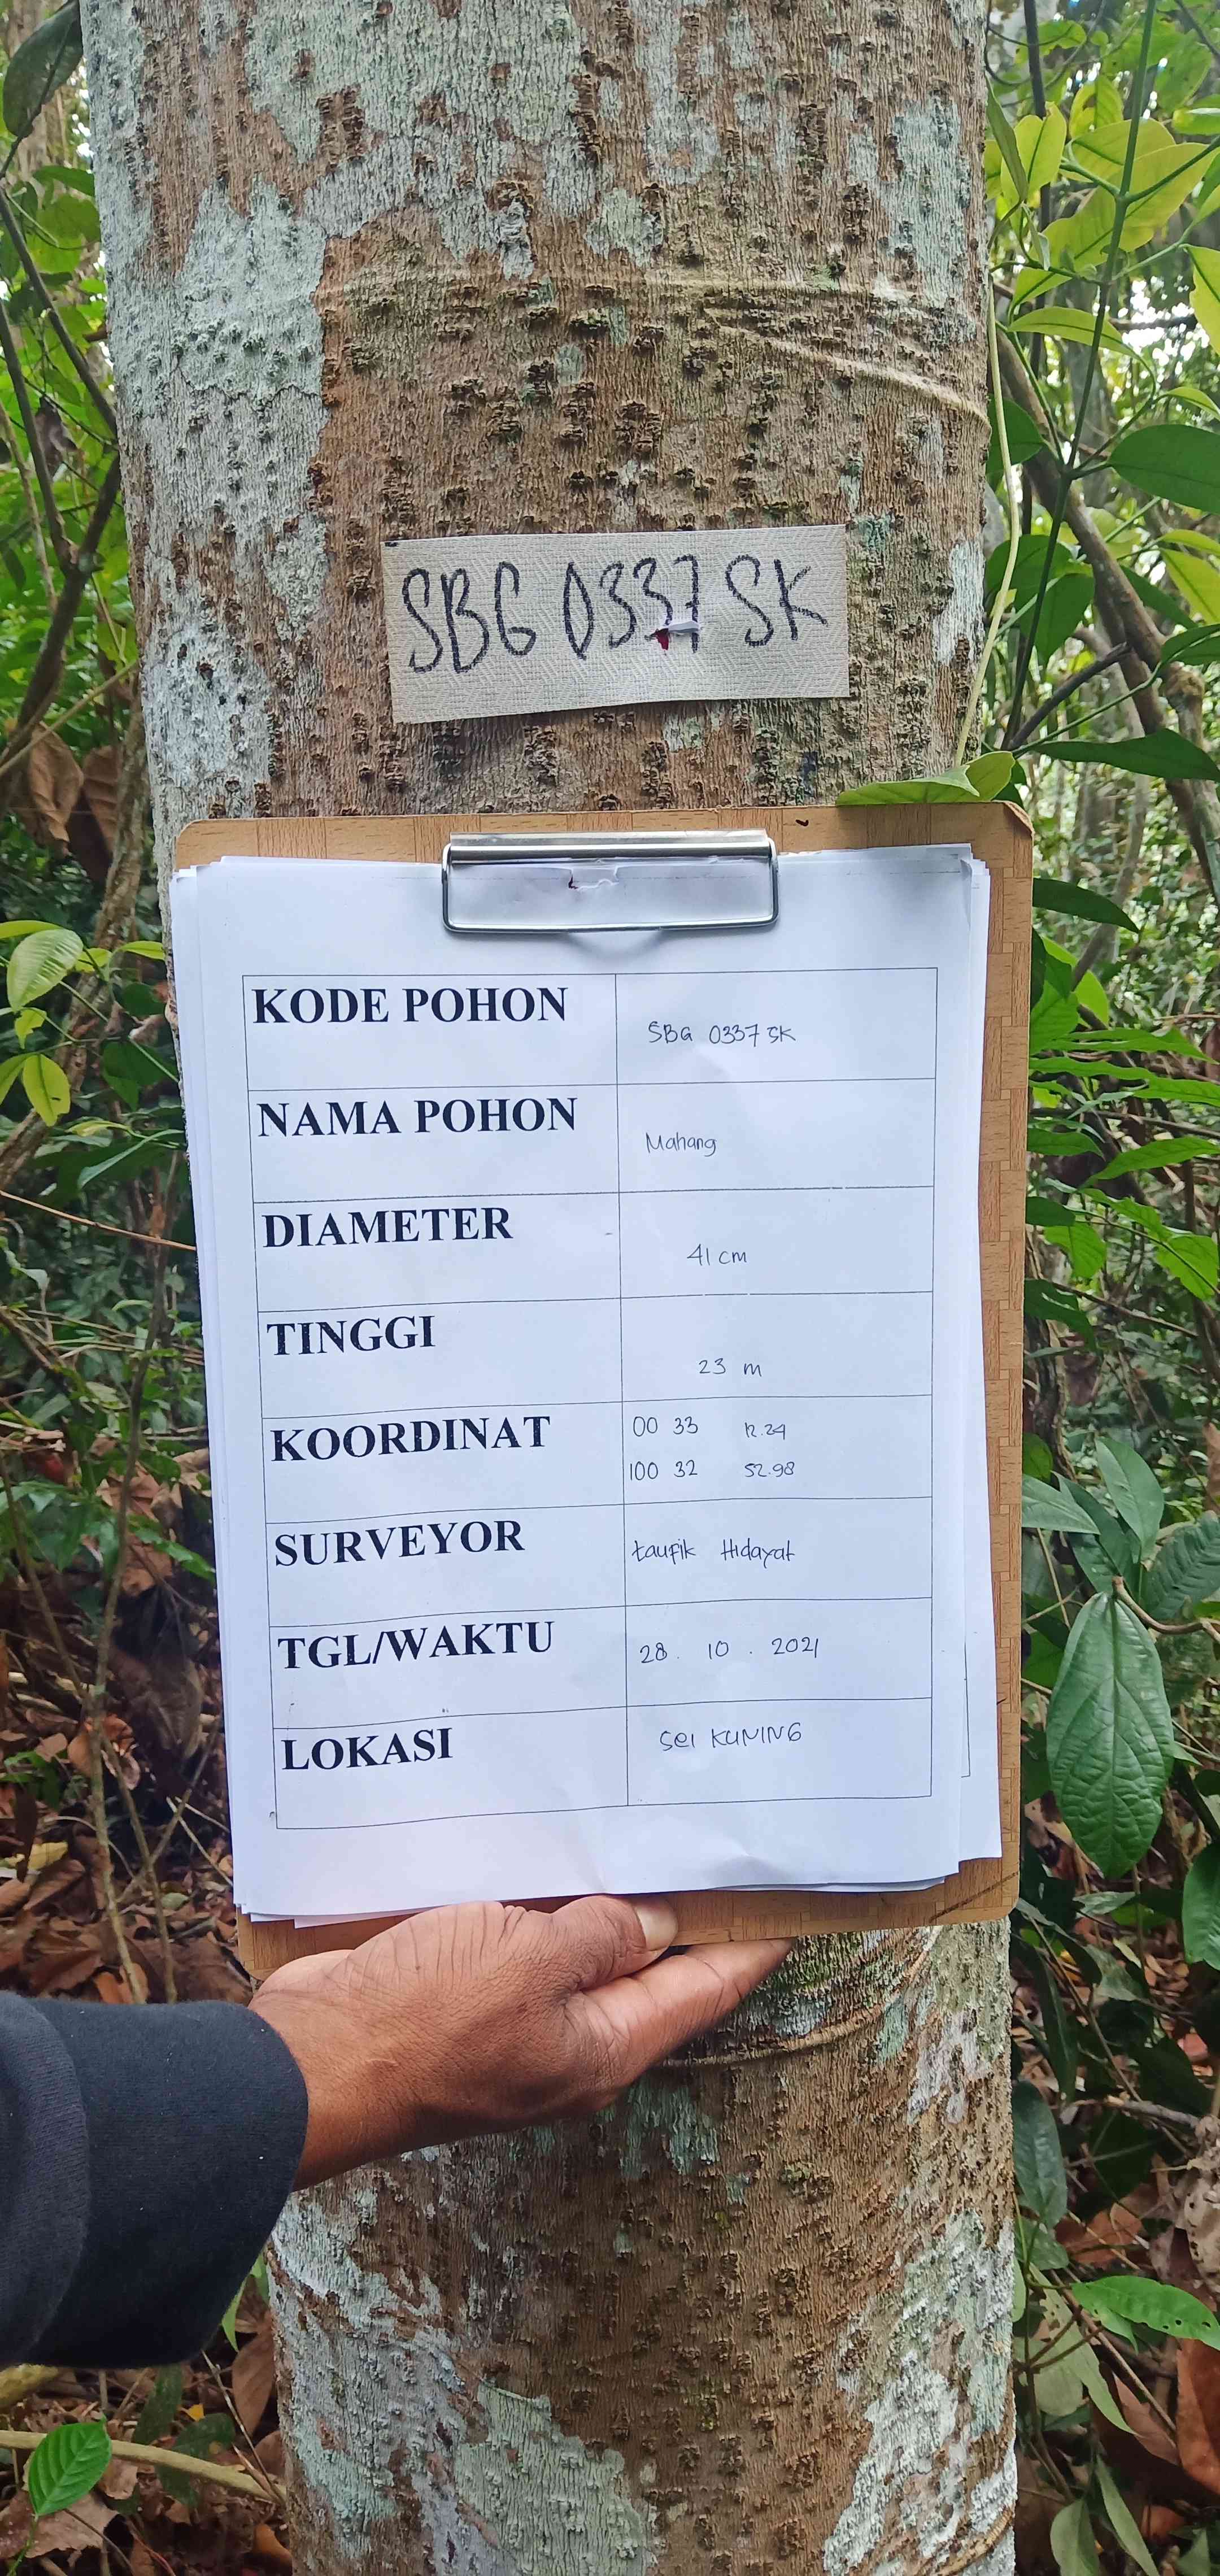 SBG 0337 SK
KODE POHON SBG 0337 SK
NAMA POHON Mahang
DIAMETER 41 cm
TINGGI 23 m
KOORDINAT 00 33 12.24
100 32 52.98
SURVEYOR taufik Hidayat
TGL/WAKTU 28 . 10 . 2021
LOKASI Sei KUNING